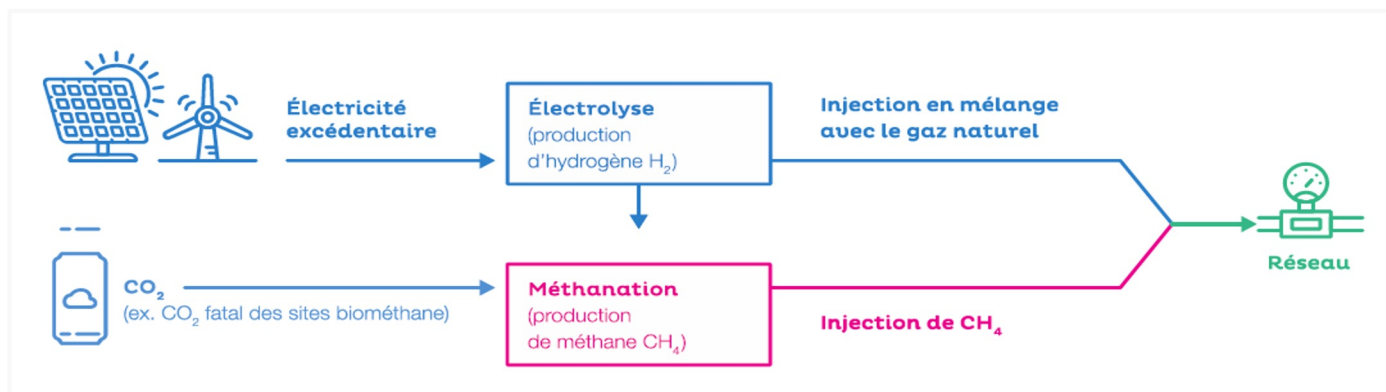 Électricité
excédentaire
Électrolyse
(production
d'hydrogène H₂)
Injection en mélange
avec le gaz naturel
Réseau
CO₂
(ex. CO₂ fatal des sites biométhane)
Méthanation
(production
de méthane CH₄)
Injection de CH₄